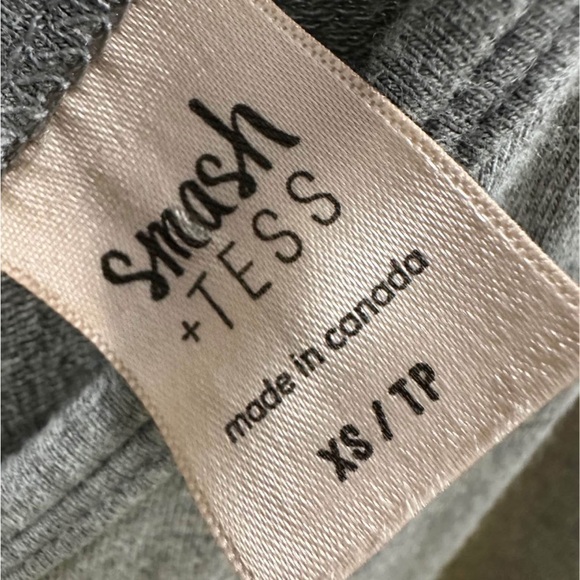 smash
+TESS
made in canada
XS / TP